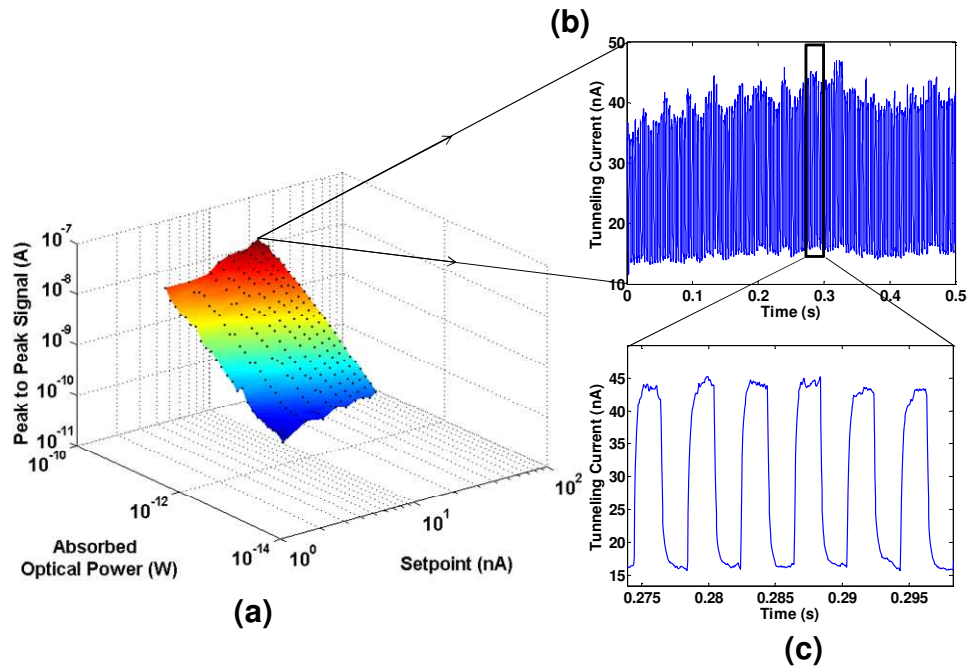 (b)
50
40
30
20
10
Tunneling Current (nA)
0 0.1 0.2 0.3 0.4 0.5
Time (s)
10^-7
10^-8
10^-9
10^-10
10^-11
Peak to Peak Signal (A)
10^-10
10^-12
10^-14
Absorbed
Optical Power (W)
10^0
10^1
10^2
Setpoint (nA)
(a)
45
40
35
30
25
20
15
Tunneling Current (nA)
0.275 0.28 0.285 0.29 0.295
Time (s)
(c)